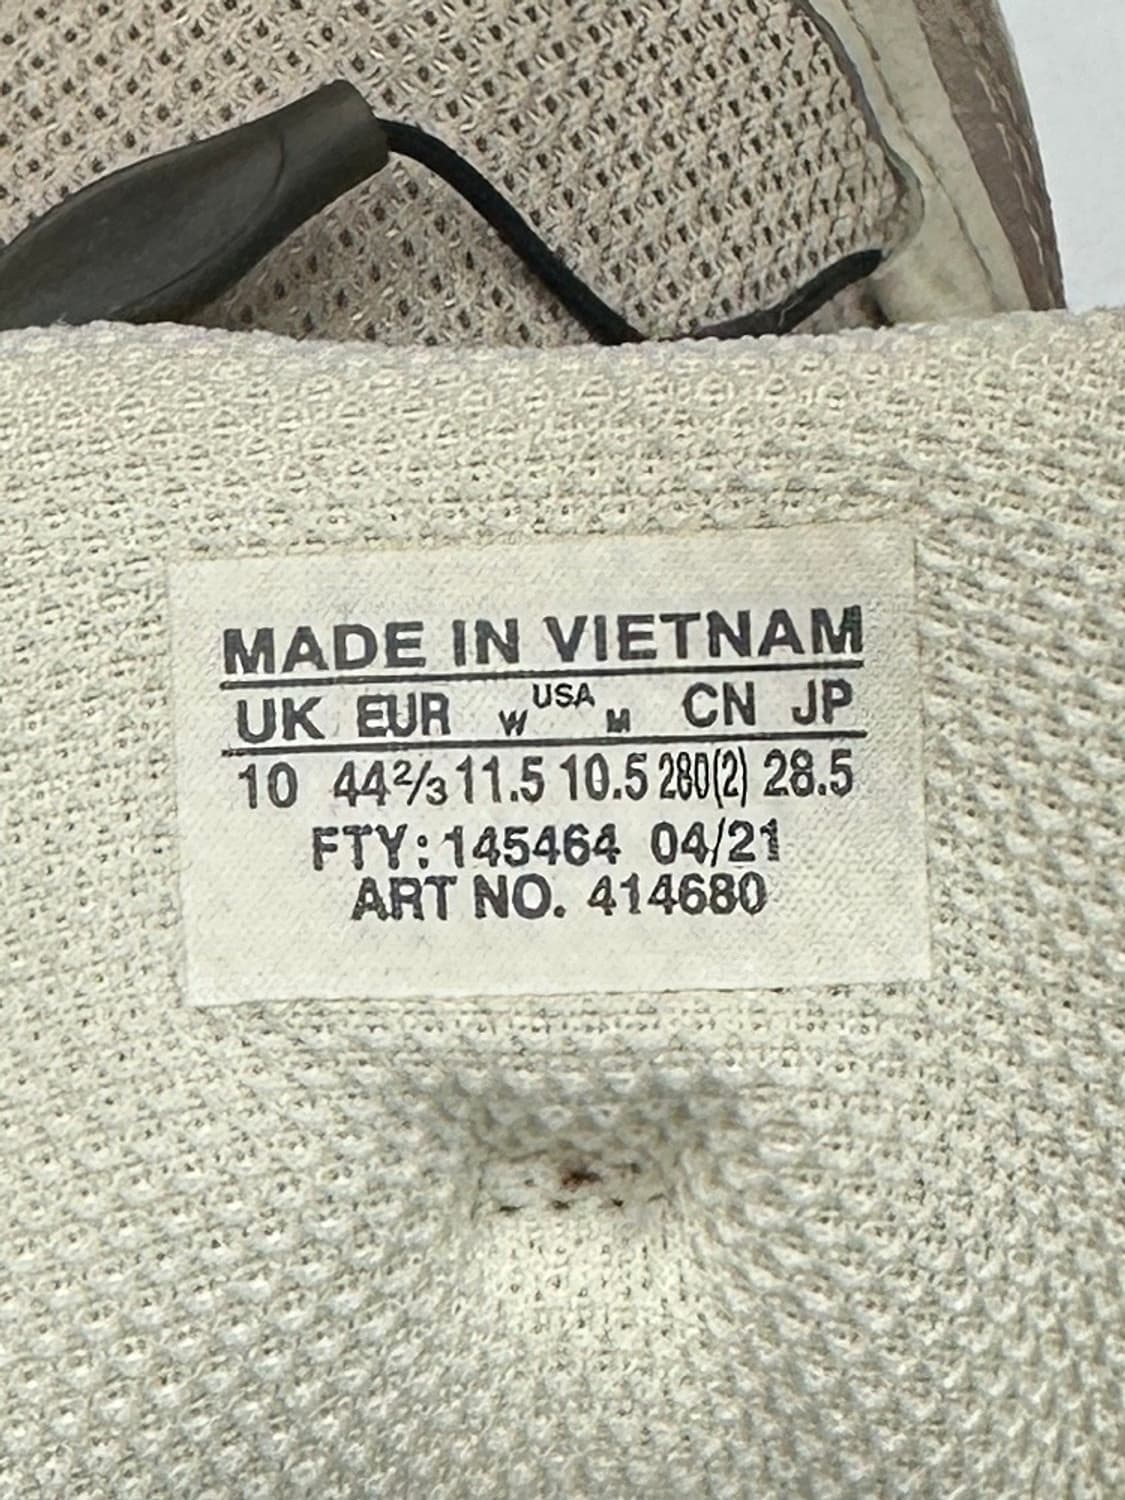 MADE IN VIETNAM
UK EUR W USA M CN JP
10 44⅔ 11.5 10.5 280(2) 28.5
FTY: 145464 04/21
ART NO. 414680